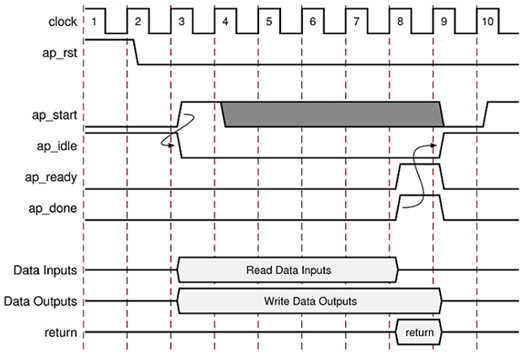 clock 1 2 3 4 5 6 7 8 9 10
ap_rst
ap_start
ap_idle
ap_ready
ap_done
Data Inputs Read Data Inputs
Data Outputs Write Data Outputs
return return